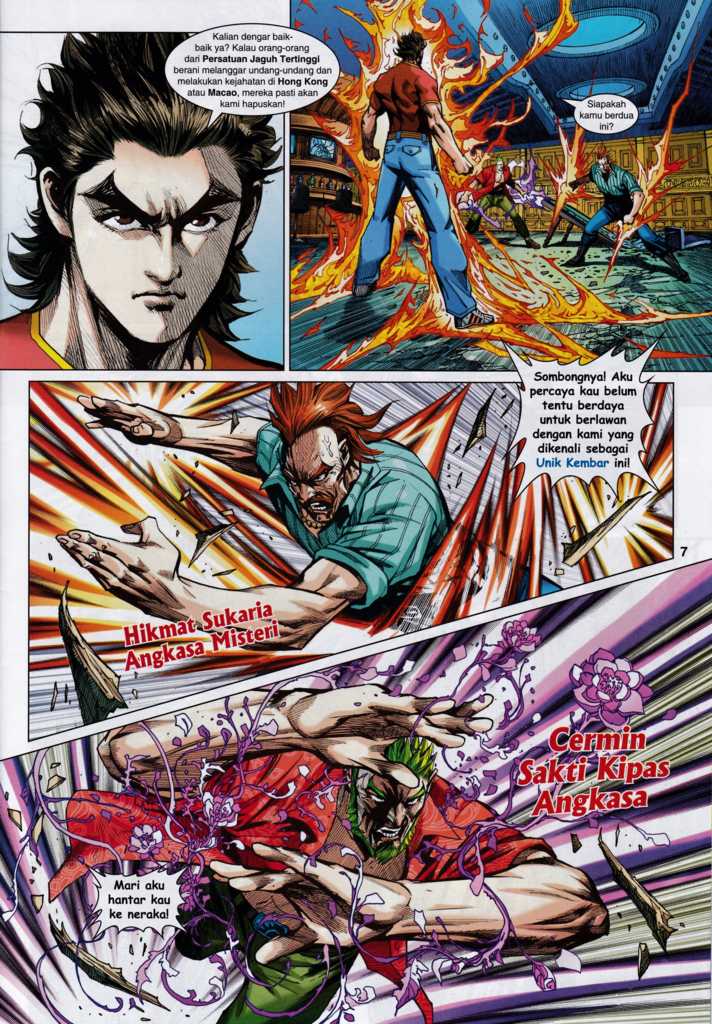 Kalian dengar baik-
baik ya? Kalau orang-orang
dari Persatuan Jaguh Tertinggi
berani melanggar undang-undang dan
melakukan kejahatan di Hong Kong
atau Macao, mereka pasti akan
kami hapuskan!
Siapakah
kamu berdua
ini?
Sombongnya! Aku
percaya kau belum
tentu berdaya
untuk berlawan
dengan kami yang
dikenali sebagai
Unik Kembar ini!
7
Hikmat Sukaria
Angkasa Misteri
Cermin
Sakti Kipas
Angkasa
Mari aku
hantar kau
ke neraka!